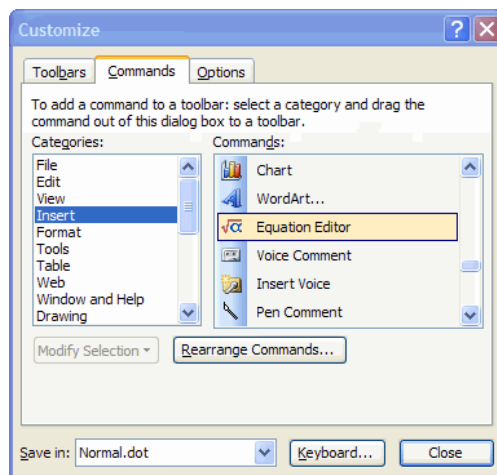 Customize
Toolbars Commands Options
To add a command to a toolbar: select a category and drag the
command out of this dialog box to a toolbar.
Categories:
File
Edit
View
Insert
Format
Tools
Table
Web
Window and Help
Drawing
Commands:
Chart
WordArt...
√α Equation Editor
Voice Comment
Insert Voice
Pen Comment
Modify Selection
Rearrange Commands...
Save in: Normal.dot
Keyboard...
Close